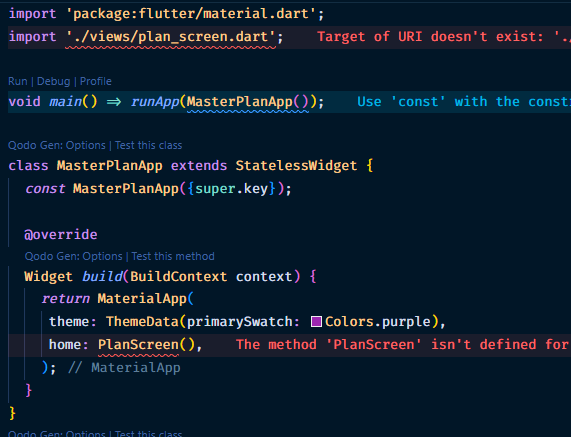 import 'package:flutter/material.dart';
import './views/plan_screen.dart';    Target of URI doesn't exist: './
Run | Debug | Profile
void main() => runApp(MasterPlanApp());    Use 'const' with the const
Qodo Gen: Options | Test this class
class MasterPlanApp extends StatelessWidget {
  const MasterPlanApp({super.key});
  @override
  Qodo Gen: Options | Test this method
  Widget build(BuildContext context) {
    return MaterialApp(
      theme: ThemeData(primarySwatch: Colors.purple),
      home: PlanScreen(),    The method 'PlanScreen' isn't defined for
    ); // MaterialApp
  }
}
Qodo Gen: Options | Test this class